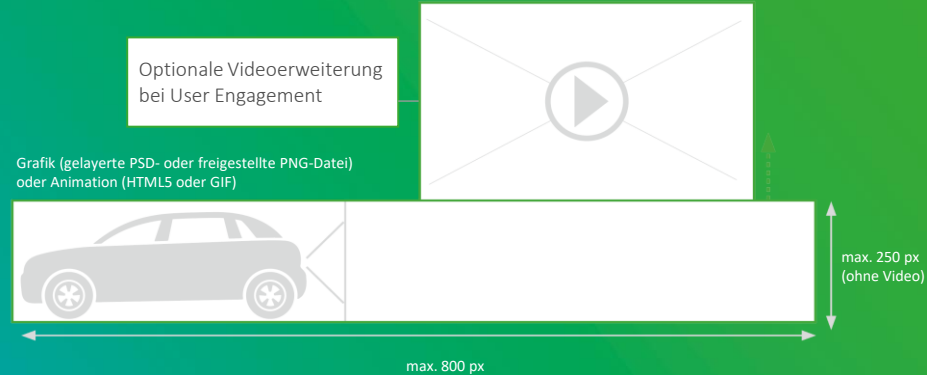 Optionale Videoerweiterung
bei User Engagement
Grafik (gelayerte PSD- oder freigestellte PNG-Datei)
oder Animation (HTML5 oder GIF)
max. 250 px
(ohne Video)
max. 800 px